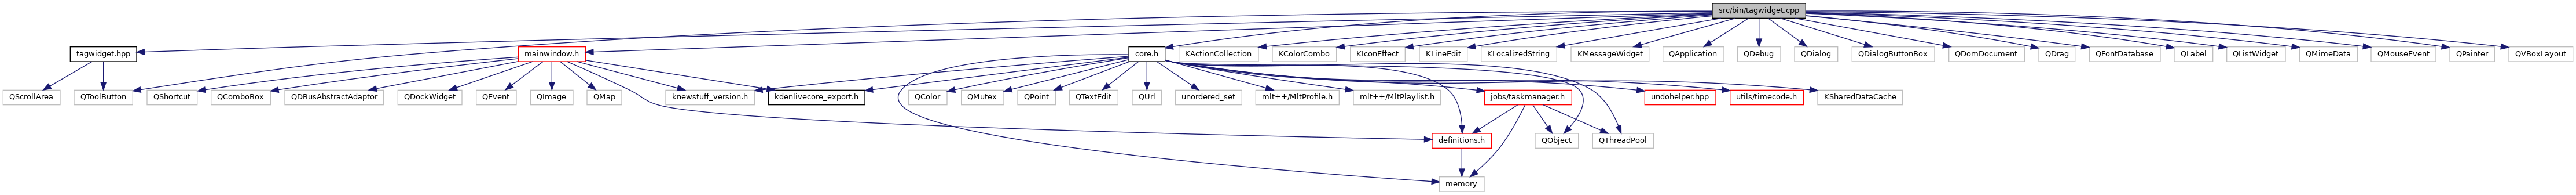 src/bin/tagwidget.cpp
tagwidget.hpp
mainwindow.h
core.h
KActionCollection
KColorCombo
KIconEffect
KLineEdit
KLocalizedString
KMessageWidget
QApplication
QDebug
QDialog
QDialogButtonBox
QDomDocument
QDrag
QFontDatabase
QLabel
QListWidget
QMimeData
QMouseEvent
QPainter
QVBoxLayout
QScrollArea
QToolButton
QShortcut
QComboBox
QDBusAbstractAdaptor
QDockWidget
QEvent
QImage
QMap
knewstuff_version.h
kdenlivecore_export.h
QColor
QMutex
QPoint
QTextEdit
QUrl
unordered_set
mlt++/MltProfile.h
mlt++/MltPlaylist.h
jobs/taskmanager.h
undohelper.hpp
utils/timecode.h
KSharedDataCache
definitions.h
QObject
QThreadPool
memory